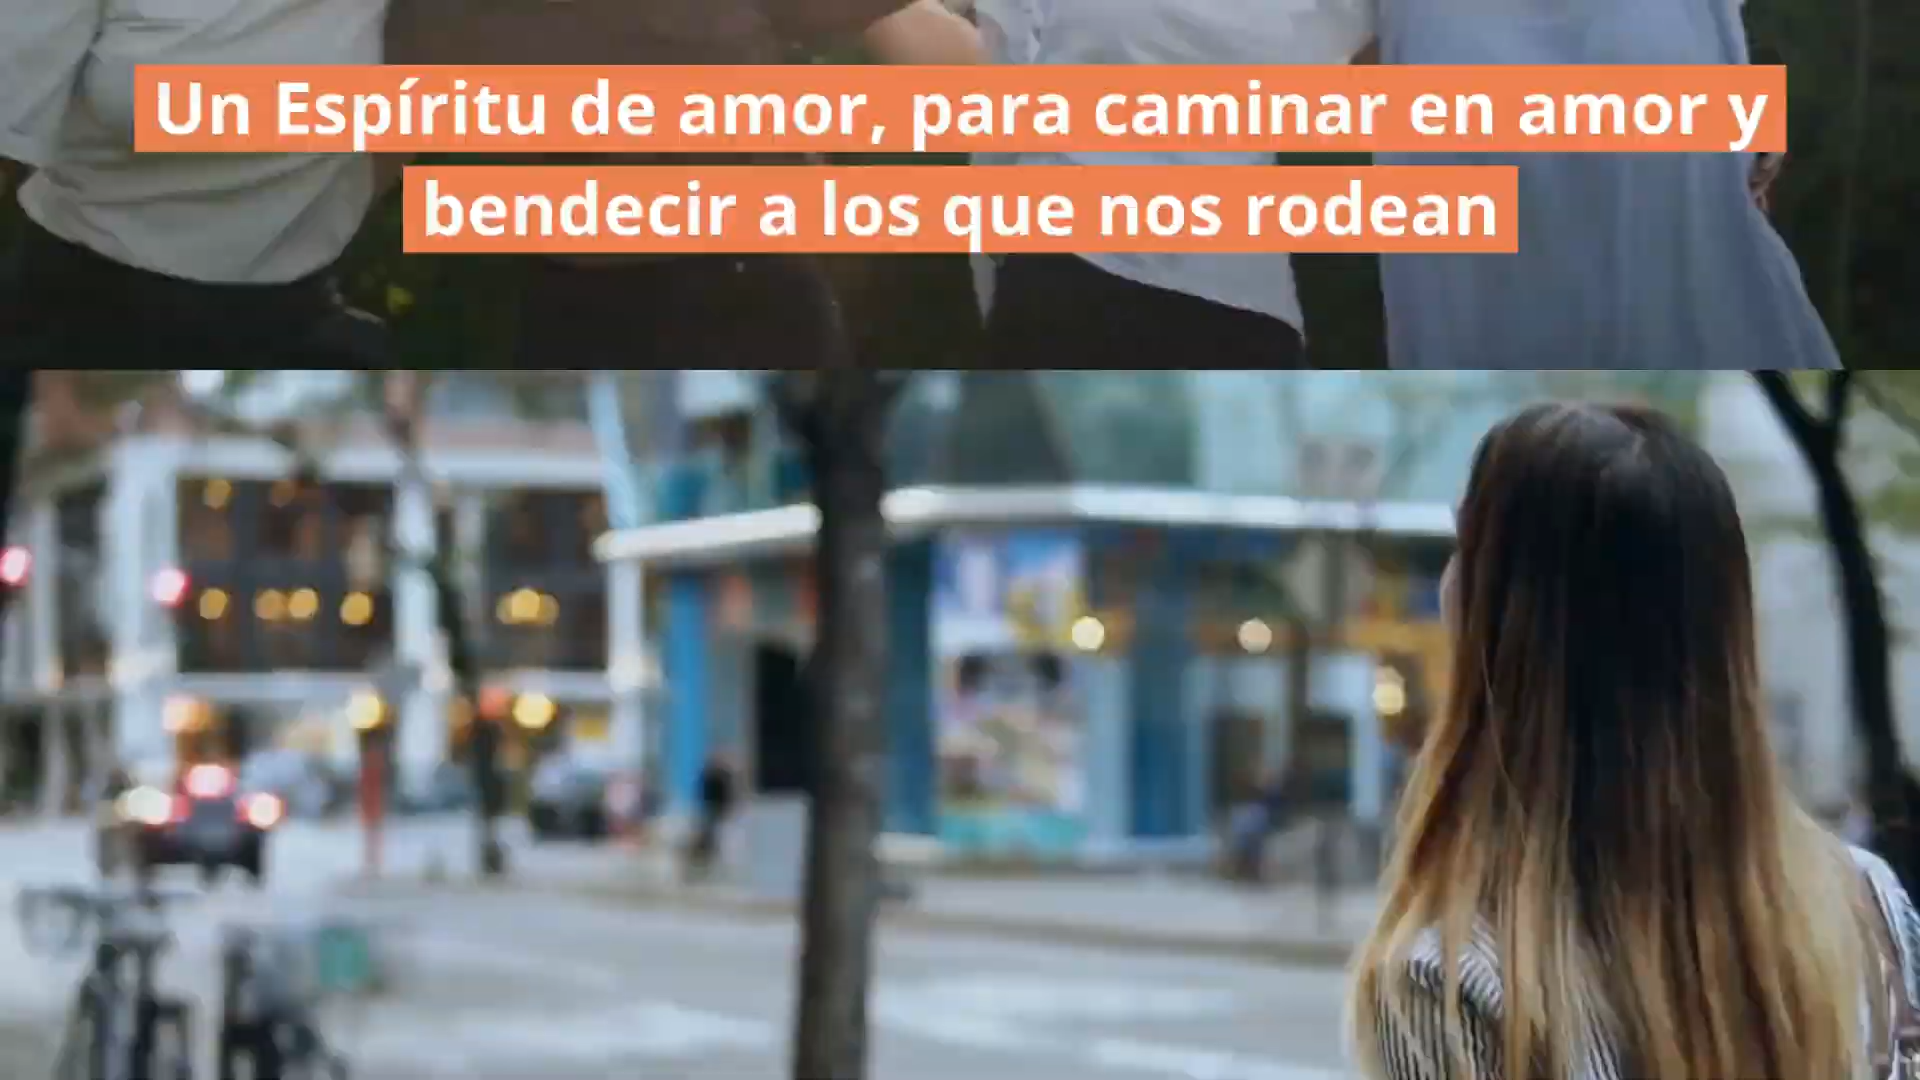 Un Espíritu de amor, para caminar en amor y
bendecir a los que nos rodean